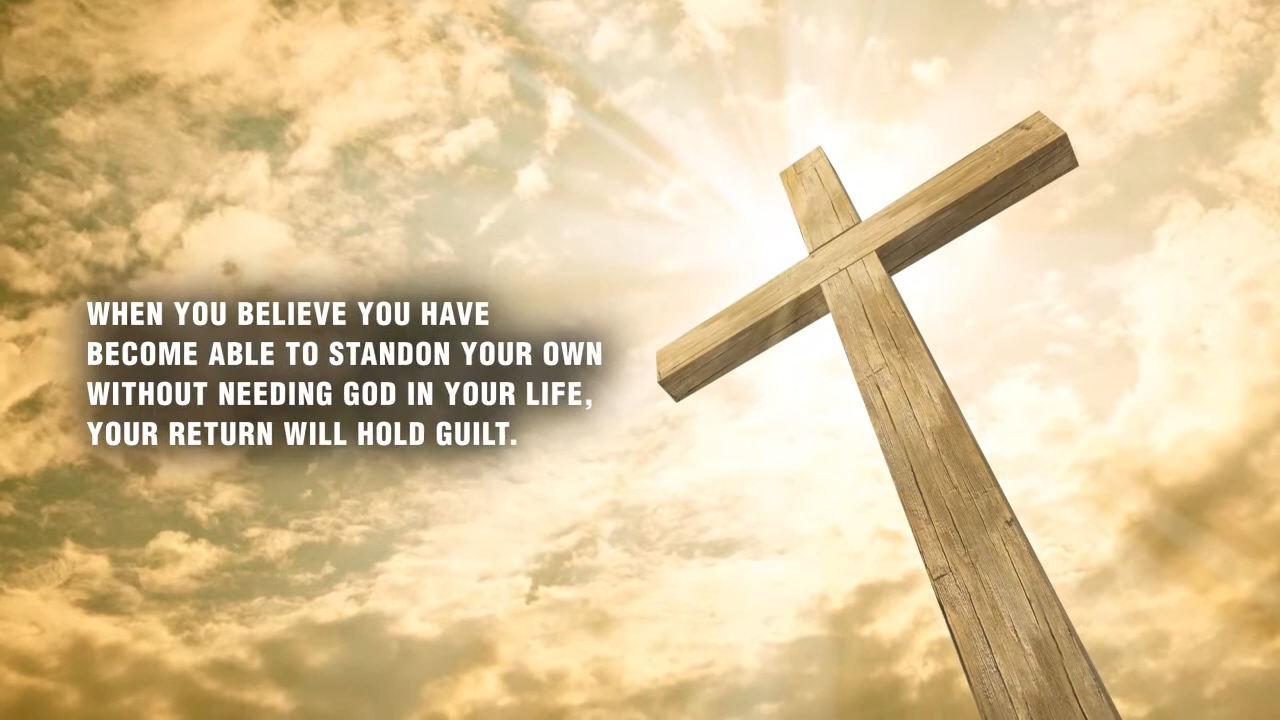 WHEN YOU BELIEVE YOU HAVE
BECOME ABLE TO STANDON YOUR OWN
WITHOUT NEEDING GOD IN YOUR LIFE,
YOUR RETURN WILL HOLD GUILT.